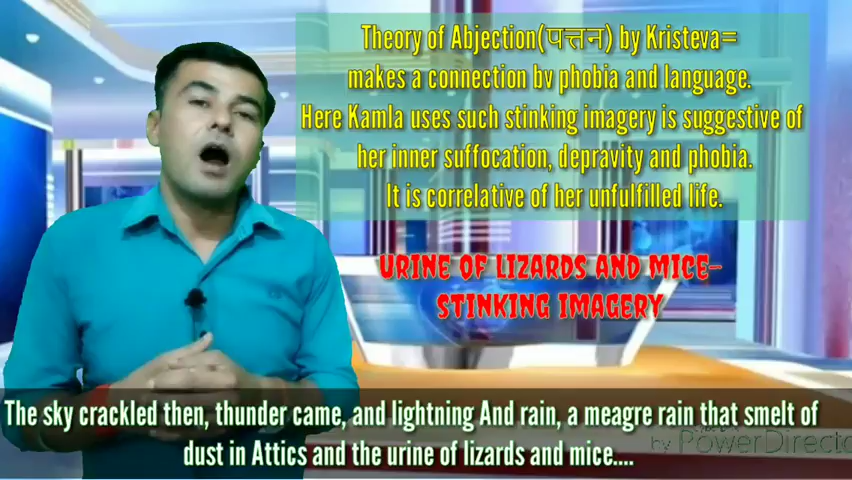 Theory of Abjection(पत्तन) by Kristeva=
makes a connection bv phobia and language.
Here Kamla uses such stinking imagery is suggestive of
her inner suffocation, depravity and phobia.
It is correlative of her unfulfilled life.
URINE OF LIZARDS AND MICE-
STINKING IMAGERY
The sky crackled then, thunder came, and lightning And rain, a meagre rain that smelt of
dust in Attics and the urine of lizards and mice....
by PowerDirecto